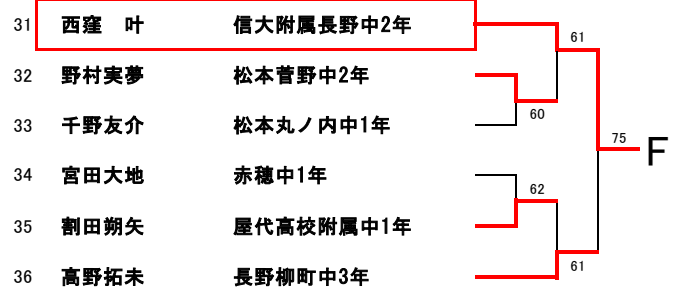 31 西窪 叶 信大附属長野中2年
61
32 野村実夢 松本菅野中2年
60
33 千野友介 松本丸ノ内中1年
75
F
34 宮田大地 赤穂中1年
62
35 割田朔矢 屋代高校附属中1年
61
36 高野拓未 長野柳町中3年